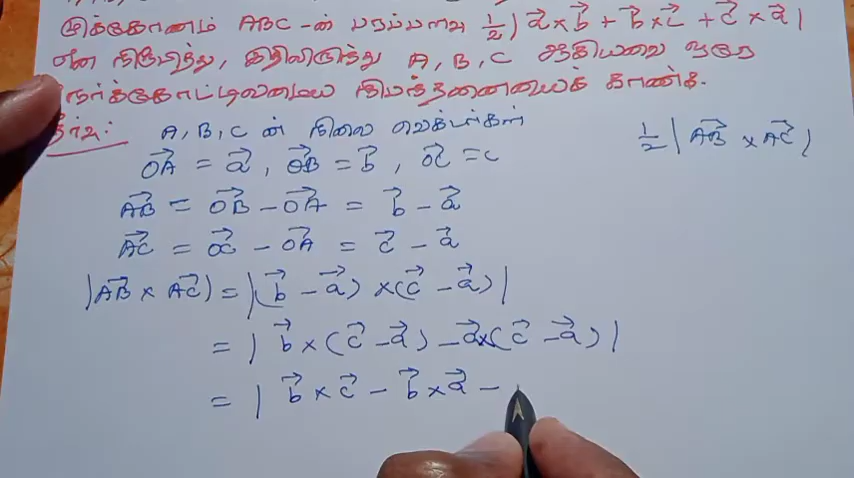 முக்கோணம் ABC -ன் பரப்பளவு 1/2 | a⃗ × b⃗ + b⃗ × c⃗ + c⃗ × a⃗ |
என நிரூபித்து, இதிலிருந்து A, B, C ஆகியவை ஒரே
நேர்க்கோட்டிலமைய நிபந்தனையைக் காண்க.
தீர்வு: A, B, C ன் நிலை வெக்டர்கள்
1/2 | AB⃗ × AC⃗ |
OA⃗ = a⃗, OB⃗ = b⃗, OC⃗ = c
AB⃗ = OB⃗ - OA⃗ = b⃗ - a⃗
AC⃗ = OC⃗ - OA⃗ = c⃗ - a⃗
|AB⃗ × AC⃗| = |(b⃗ - a⃗) × (c⃗ - a⃗)|
= | b⃗ × (c⃗ - a⃗) - a⃗ × (c⃗ - a⃗) |
= | b⃗ × c⃗ - b⃗ × a⃗ -